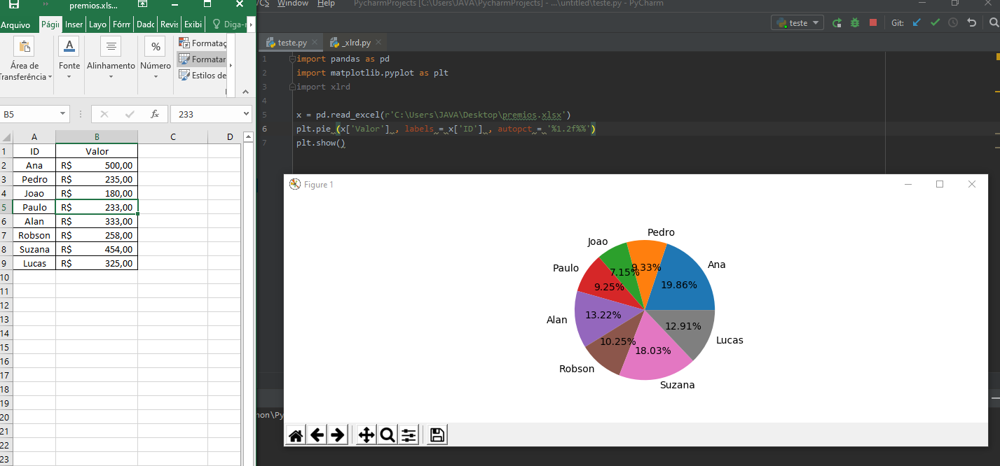 premios.xls...
Arquivo Págin Inser Layo Fórm Dadc Revis Exibi Diga-r
Área de
Transferência
Fonte
Alinhamento
%
Número
Formataç
Formatar
Estilos de
B5
fx
233
A B C D
1 ID Valor
2 Ana R$ 500,00
3 Pedro R$ 235,00
4 Joao R$ 180,00
5 Paulo R$ 233,00
6 Alan R$ 333,00
7 Robson R$ 258,00
8 Suzana R$ 454,00
9 Lucas R$ 325,00
10
11
12
13
14
15
16
17
18
19
20
21
22
23
VCS Window Help PycharmProjects [C:\Users\JAVA\PycharmProjects] - ...\untitled\teste.py - PyCharm
teste Git:
teste.py _xlrd.py
1 import pandas as pd
2 import matplotlib.pyplot as plt
3 import xlrd
4
5 x = pd.read_excel(r'C:\Users\JAVA\Desktop\premios.xlsx')
6 plt.pie (x['Valor'] , labels = x['ID'] , autopct = '%1.2f%%')
7 plt.show()
Figure 1
Pedro
Joao
9.33%
Ana
Paulo
7.15%
19.86%
9.25%
13.22%
Alan
12.91%
10.25%
Lucas
18.03%
Robson
Suzana
hon\Py